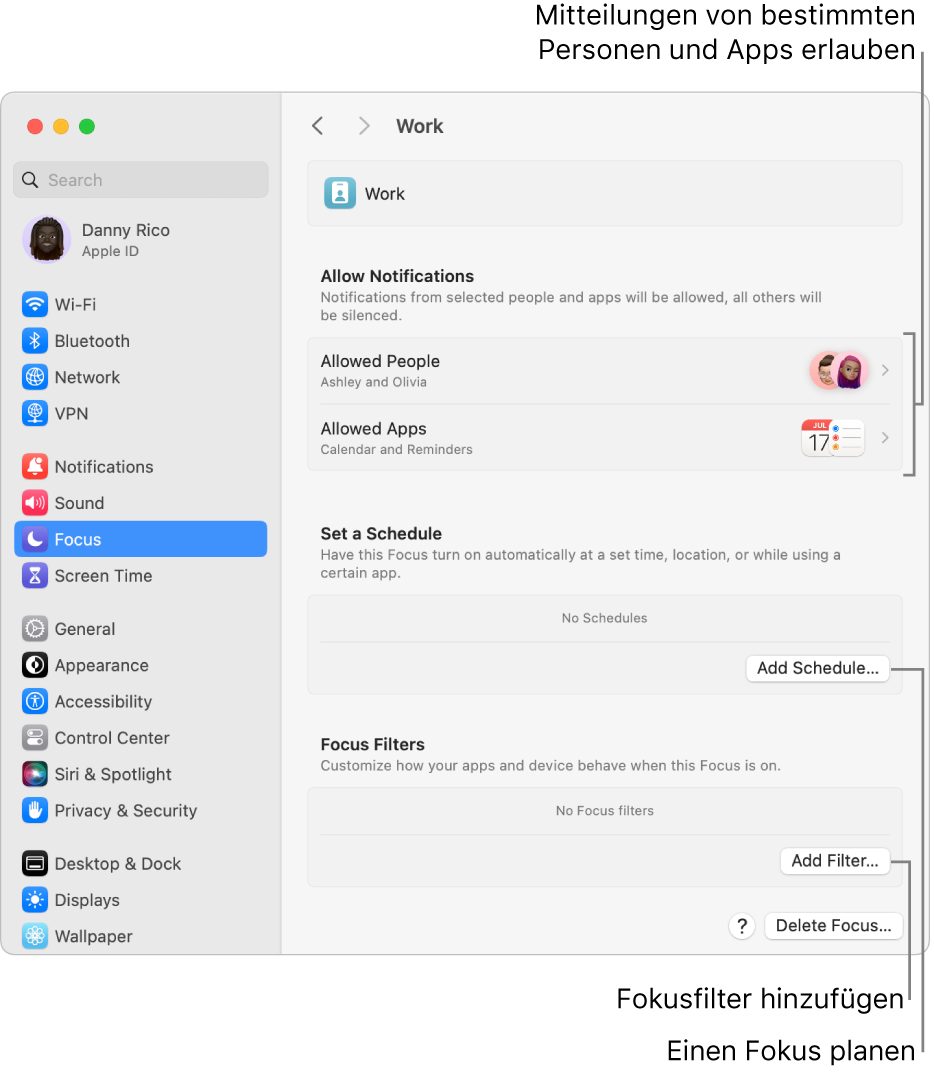 Mitteilungen von bestimmten
Personen und Apps erlauben
Work
Search
Danny Rico
Apple ID
Wi-Fi
Bluetooth
Network
VPN
Notifications
Sound
Focus
Screen Time
General
Appearance
Accessibility
Control Center
Siri & Spotlight
Privacy & Security
Desktop & Dock
Displays
Wallpaper
Work
Allow Notifications
Notifications from selected people and apps will be allowed, all others will
be silenced.
Allowed People
Ashley and Olivia
Allowed Apps
Calendar and Reminders
JUL
17
Set a Schedule
Have this Focus turn on automatically at a set time, location, or while using a
certain app.
No Schedules
Add Schedule...
Focus Filters
Customize how your apps and device behave when this Focus is on.
No Focus filters
Add Filter...
?
Delete Focus...
Fokusfilter hinzufügen
Einen Fokus planen